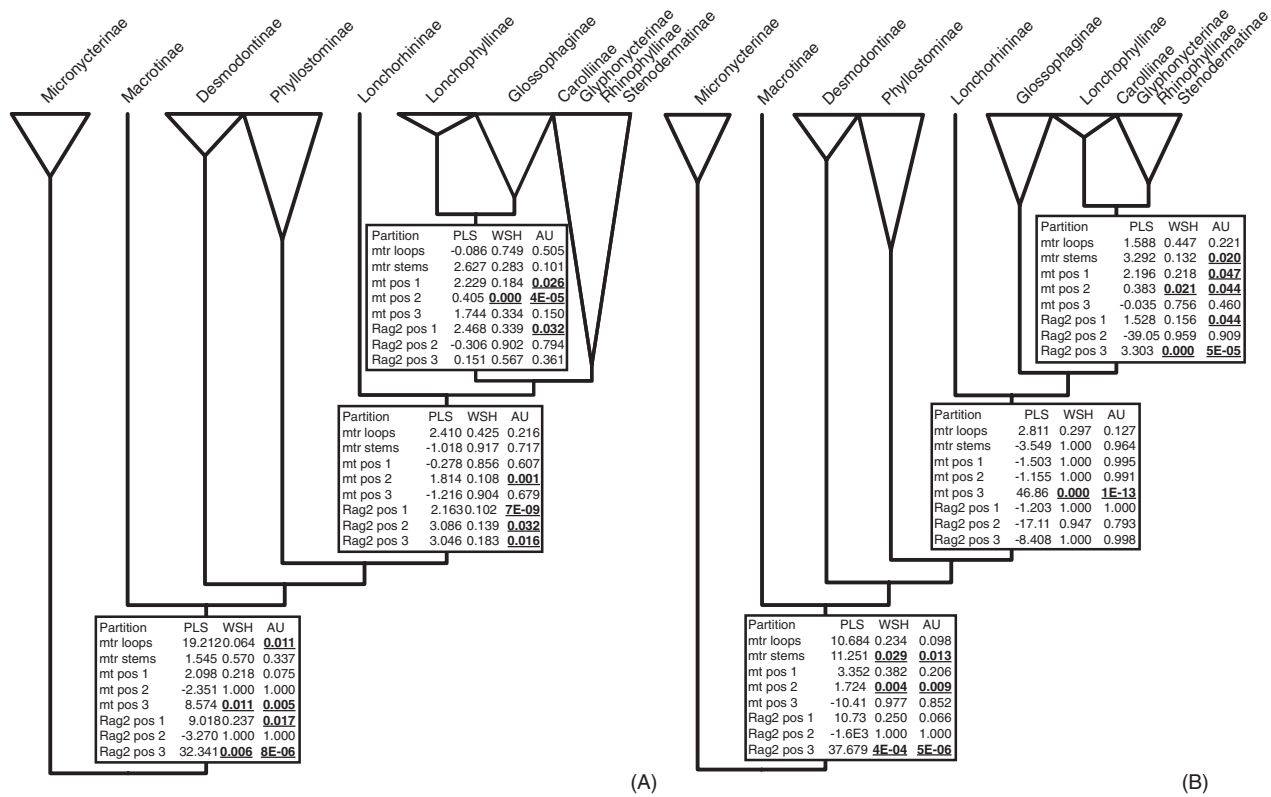 Micronycterinae
Macrotinae
Desmodontinae
Phyllostominae
Lonchorhininae
Lonchophyllinae
Glossophaginae
Carolliinae
Glyphonycterinae
Rhinophyllinae
Stenodermatinae
Partition PLS WSH AU
mtr loops -0.086 0.749 0.505
mtr stems 2.627 0.283 0.101
mt pos 1 2.229 0.184 0.026
mt pos 2 0.405 0.000 4E-05
mt pos 3 1.744 0.334 0.150
Rag2 pos 1 2.468 0.339 0.032
Rag2 pos 2 -0.306 0.902 0.794
Rag2 pos 3 0.151 0.567 0.361
Partition PLS WSH AU
mtr loops 2.410 0.425 0.216
mtr stems -1.018 0.917 0.717
mt pos 1 -0.278 0.856 0.607
mt pos 2 1.814 0.108 0.001
mt pos 3 -1.216 0.904 0.679
Rag2 pos 1 2.163 0.102 7E-09
Rag2 pos 2 3.086 0.139 0.032
Rag2 pos 3 3.046 0.183 0.016
Partition PLS WSH AU
mtr loops 19.212 0.064 0.011
mtr stems 1.545 0.570 0.337
mt pos 1 2.098 0.218 0.075
mt pos 2 -2.351 1.000 1.000
mt pos 3 8.574 0.011 0.005
Rag2 pos 1 9.018 0.237 0.017
Rag2 pos 2 -3.270 1.000 1.000
Rag2 pos 3 32.341 0.006 8E-06
(A)
Micronycterinae
Macrotinae
Desmodontinae
Phyllostominae
Lonchorhininae
Glossophaginae
Lonchophyllinae
Carolliinae
Glyphonycterinae
Rhinophyllinae
Stenodermatinae
Partition PLS WSH AU
mtr loops 1.588 0.447 0.221
mtr stems 3.292 0.132 0.020
mt pos 1 2.196 0.218 0.047
mt pos 2 0.383 0.021 0.044
mt pos 3 -0.035 0.756 0.460
Rag2 pos 1 1.528 0.156 0.044
Rag2 pos 2 -39.05 0.959 0.909
Rag2 pos 3 3.303 0.000 5E-05
Partition PLS WSH AU
mtr loops 2.811 0.297 0.127
mtr stems -3.549 1.000 0.964
mt pos 1 -1.503 1.000 0.995
mt pos 2 -1.155 1.000 0.991
mt pos 3 46.86 0.000 1E-13
Rag2 pos 1 -1.203 1.000 1.000
Rag2 pos 2 -17.11 0.947 0.793
Rag2 pos 3 -8.408 1.000 0.998
Partition PLS WSH AU
mtr loops 10.684 0.234 0.098
mtr stems 11.251 0.029 0.013
mt pos 1 3.352 0.382 0.206
mt pos 2 1.724 0.004 0.009
mt pos 3 -10.41 0.977 0.852
Rag2 pos 1 10.73 0.250 0.066
Rag2 pos 2 -1.6E3 1.000 1.000
Rag2 pos 3 37.679 4E-04 5E-06
(B)